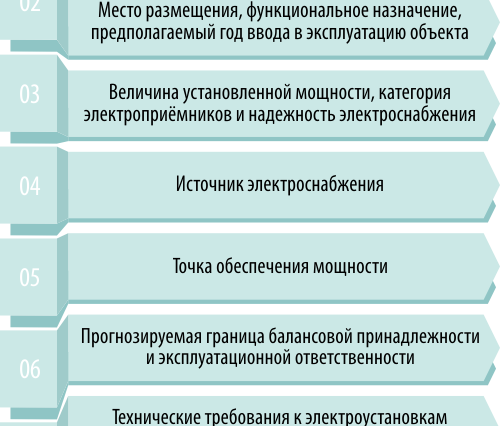 02
Место размещения, функциональное назначение,
предполагаемый год ввода в эксплуатацию объекта
03
Величина установленной мощности, категория
электроприёмников и надежность электроснабжения
04
Источник электроснабжения
05
Точка обеспечения мощности
06
Прогнозируемая граница балансовой принадлежности
и эксплуатационной ответственности
Технические требования к электроустановкам